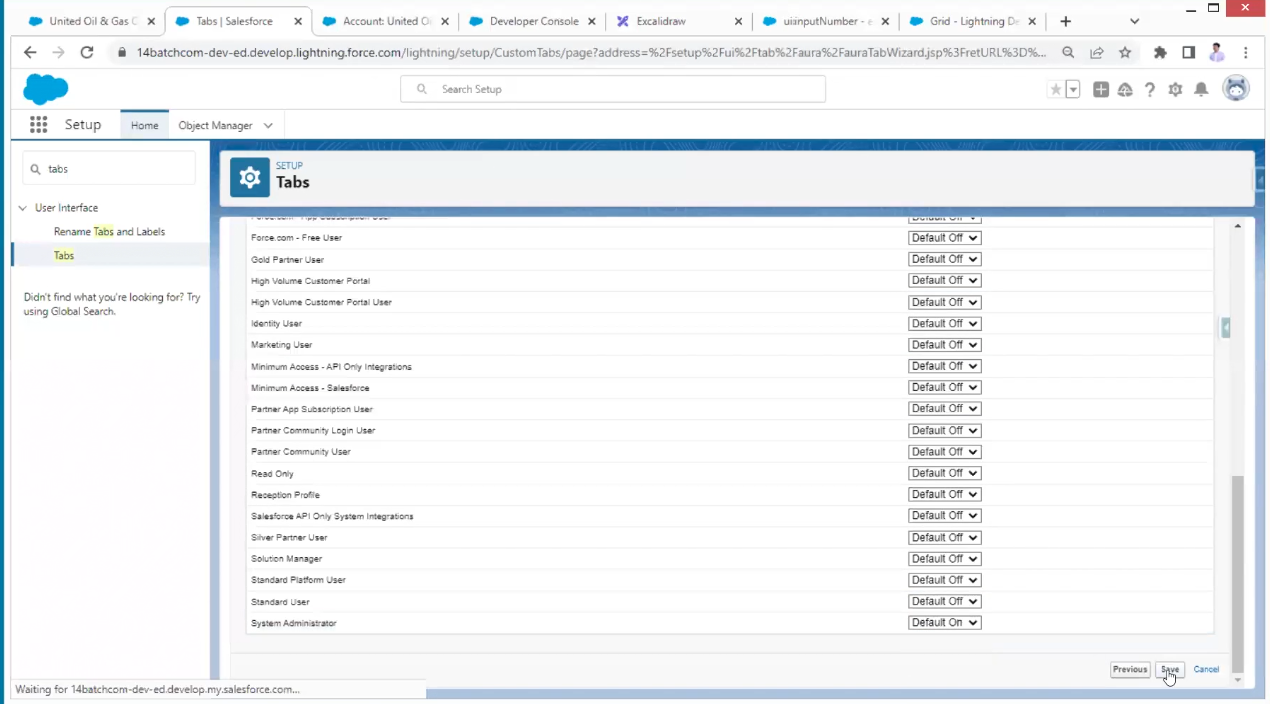 United Oil & Gas C
Tabs | Salesforce
Account: United O
Developer Console
Excalidraw
uiinputNumber - e
Grid - Lightning De
14batchcom-dev-ed.develop.lightning.force.com/lightning/setup/CustomTabs/page?address=%2Fsetup%2Fui%2Ftab%2Faura%2FauraTabWizard.jsp%3FretURL%3D%...
Search Setup
Setup
Home
Object Manager
tabs
SETUP
Tabs
User Interface
Rename Tabs and Labels
Tabs
Didn't find what you're looking for? Try
using Global Search.
Force.com - App Subscription User Default Off
Force.com - Free User Default Off
Gold Partner User Default Off
High Volume Customer Portal Default Off
High Volume Customer Portal User Default Off
Identity User Default Off
Marketing User Default Off
Minimum Access - API Only Integrations Default Off
Minimum Access - Salesforce Default Off
Partner App Subscription User Default Off
Partner Community Login User Default Off
Partner Community User Default Off
Read Only Default Off
Reception Profile Default Off
Salesforce API Only System Integrations Default Off
Silver Partner User Default Off
Solution Manager Default Off
Standard Platform User Default Off
Standard User Default Off
System Administrator Default On
Previous Save Cancel
Waiting for 14batchcom-dev-ed.develop.my.salesforce.com...